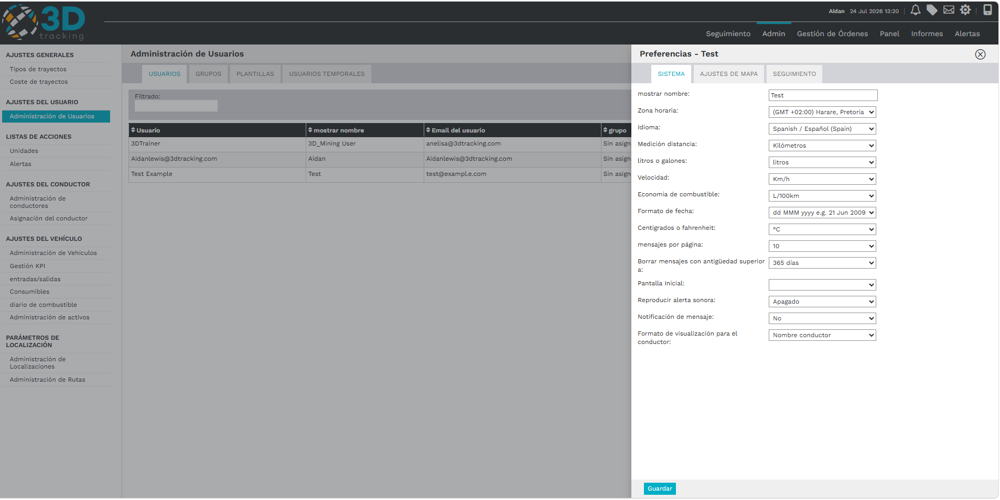 3D
tracking
Aidan 24 Jul 2026 13:20
Seguimiento Admin Gestión de Órdenes Panel Informes Alertas
AJUSTES GENERALES
Tipos de trayectos
Coste de trayectos
AJUSTES DEL USUARIO
Administración de Usuarios
LISTAS DE ACCIONES
Unidades
Alertas
AJUSTES DEL CONDUCTOR
Administración de
conductores
Asignación del conductor
AJUSTES DEL VEHÍCULO
Administración de Vehículos
Gestión KPI
entradas/salidas
Consumibles
diario de combustible
Administración de activos
PARÁMETROS DE
LOCALIZACIÓN
Administración de
Localizaciones
Administración de Rutas
Administración de Usuarios
USUARIOS GRUPOS PLANTILLAS USUARIOS TEMPORALES
Filtrado:
Usuario mostrar nombre Email del usuario grupo
3DTrainer 3D_Mining User anelisa@3dtracking.com Sin asign
Aidanlewis@3dtracking.com Aidan Aidanlewis@3dtracking.com Sin asign
Test Example Test test@exampl.e.com Sin asign
Preferencias - Test
SISTEMA AJUSTES DE MAPA SEGUIMIENTO
mostrar nombre: Test
Zona horaria: (GMT +02:00) Harare, Pretoria
Idioma: Spanish / Español (Spain)
Medición distancia: Kilómetros
litros o galones: litros
Velocidad: Km/h
Economía de combustible: L/100km
Formato de fecha: dd MMM yyyy e.g. 21 Jun 2009
Centígrados o fahrenheit: °C
mensajes por página: 10
Borrar mensajes con antigüedad superior
a: 365 días
Pantalla Inicial:
Reproducir alerta sonora: Apagado
Notificación de mensaje: No
Formato de visualización para el
conductor: Nombre conductor
Guardar